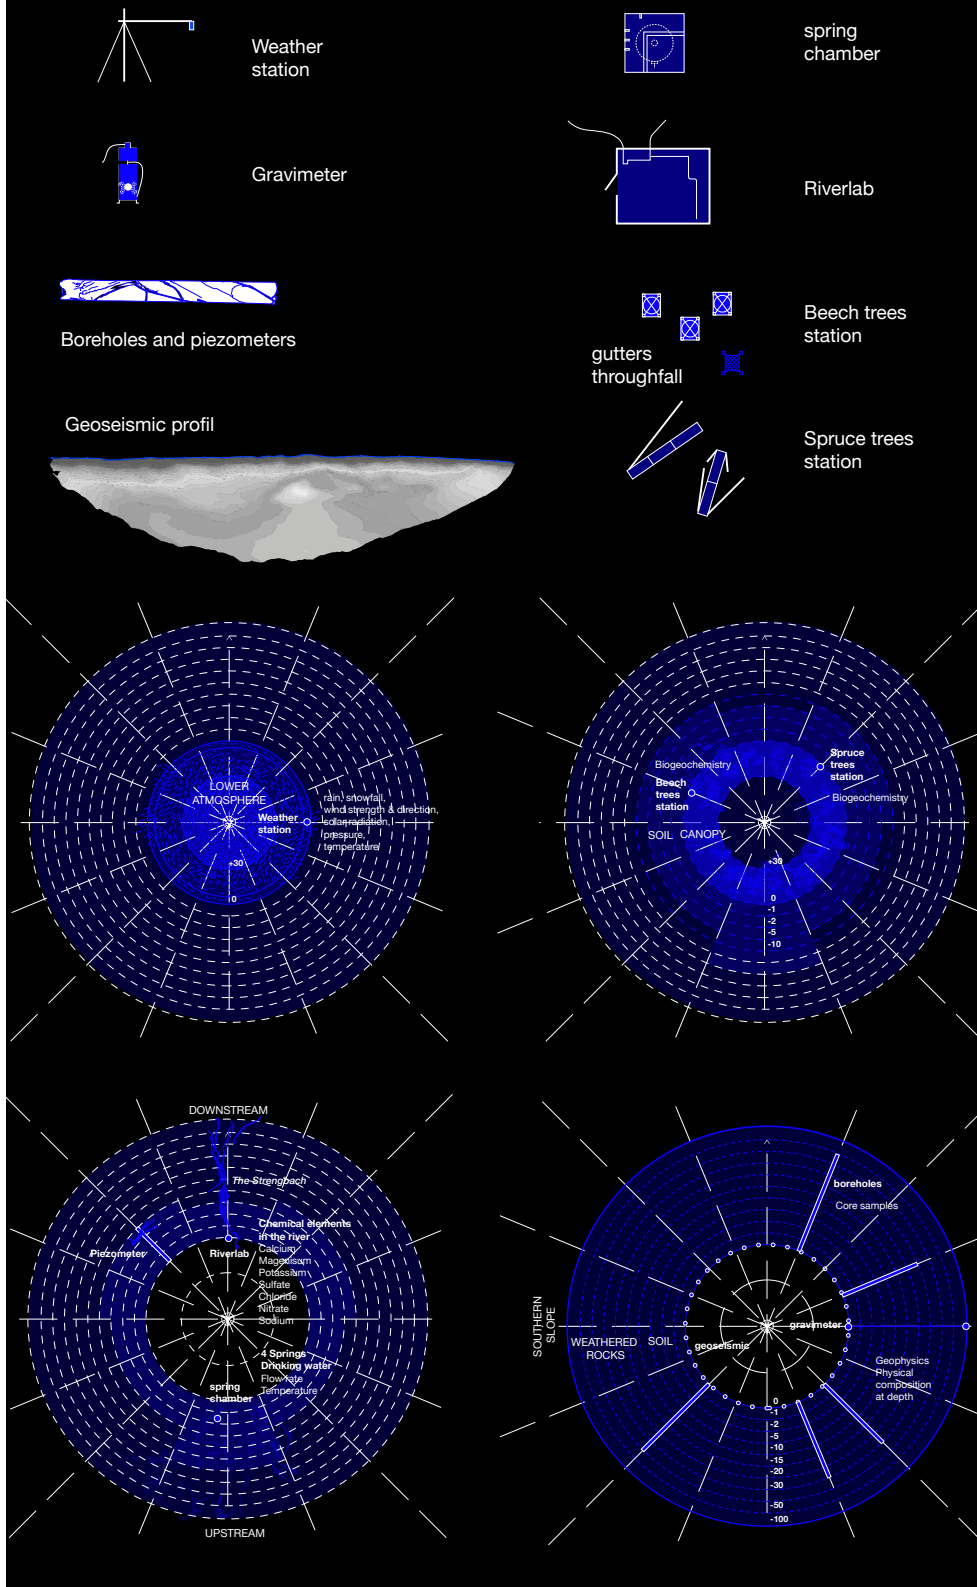 Weather
station
spring
chamber
Gravimeter
Riverlab
Boreholes and piezometers
Beech trees
station
gutters
throughfall
Geoseismic profil
Spruce trees
station
LOWER
ATMOSPHERE
Weather
station
rain, snowfall,
wind strength & direction,
solar radiation,
pressure,
temperature
+30
0
Spruce
trees
station
Biogeochemistry
Beech
trees
station
Biogeochemistry
SOIL
CANOPY
+30
0
-1
-2
-5
-10
DOWNSTREAM
The Strengbach
Chemical elements
in the river
Calcium
Magenisum
Potassium
Sulfate
Chloride
Nitrate
Sodium
Piezometer
Riverlab
4 Springs
Drinking water
Flow rate
Temperature
spring
chamber
UPSTREAM
boreholes
Core samples
SOUTHERN
SLOPE
WEATHERED
ROCKS
SOIL
geoseismic
gravimeter
Geophysics
Physical
composition
at depth
0
-1
-2
-5
-10
-15
-20
-30
-50
-100